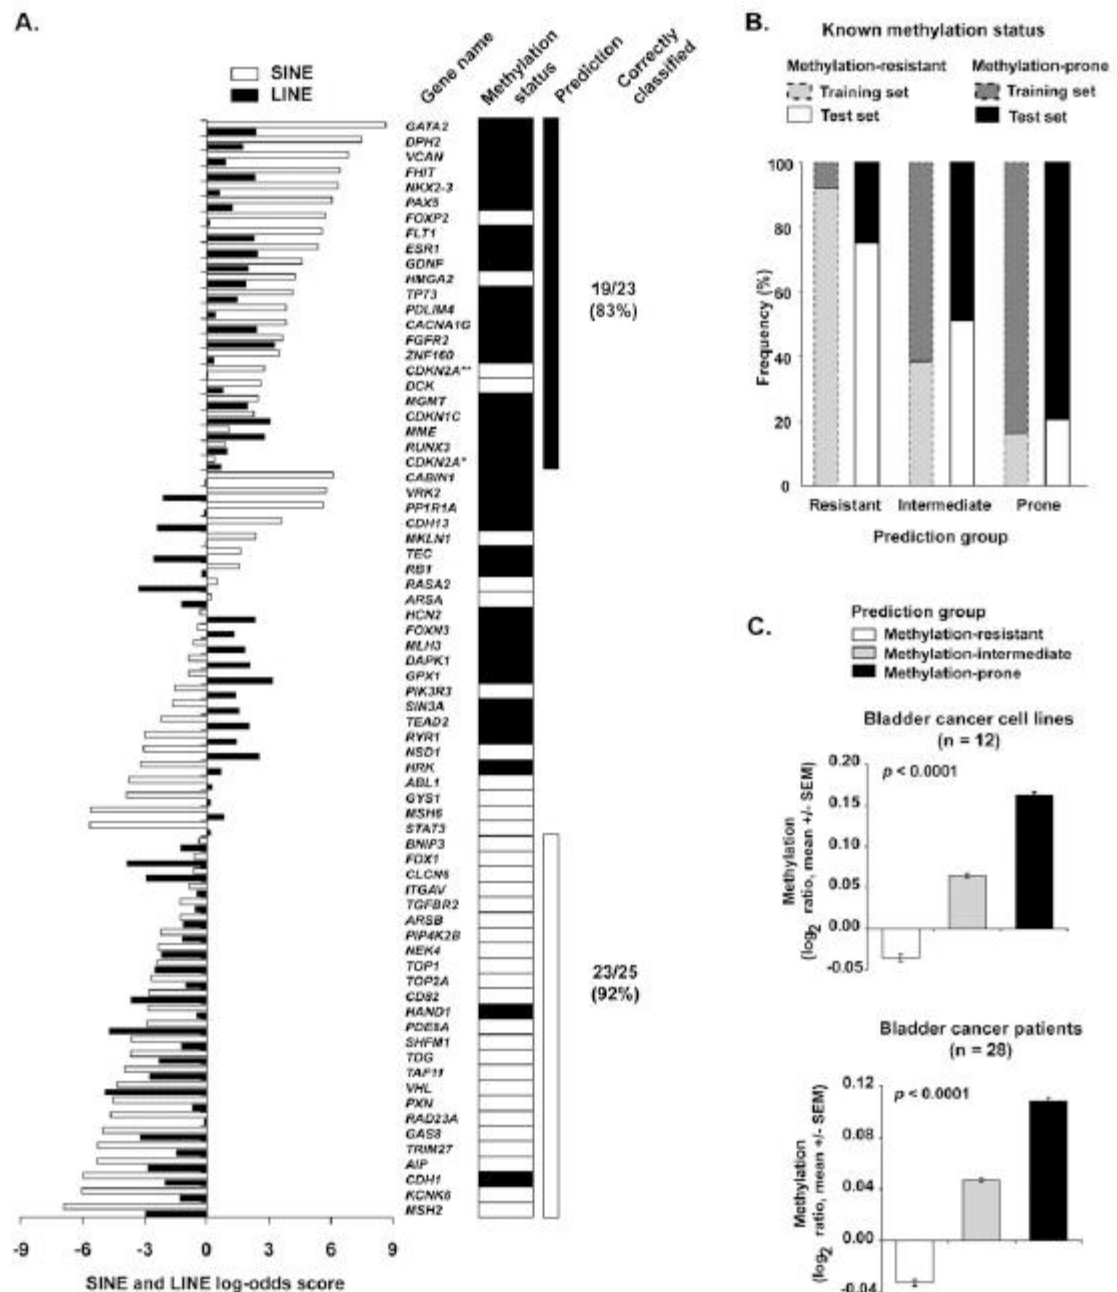 A.
SINE
LINE
Gene name
Methylation
status
Prediction
Correctly
classified
GATA2
DPH2
VCAN
FHIT
NKX2-3
PAX5
FOXP2
FLT1
ESR1
GDNF
HMGA2
TP73
PDLIM4
CACNA1G
FGFR2
ZNF160
CDKN2A**
DCK
MGMT
CDKN1C
MME
RUNX3
CDKN2A*
CABIN1
VRK2
PP1R1A
CDH13
MKLN1
TEC
RB1
RASA2
ARSA
HCN2
FOXN3
MLH3
DAPK1
GPX1
PIK3R3
SIN3A
TEAD2
RYR1
NSD1
HRK
ABL1
GYS1
MSH6
STAT3
BNIP3
FDX1
CLCN6
ITGAV
TGFBR2
ARSB
PIP4K2B
NEK4
TOP1
TOP2A
CD82
HAND1
PDE8A
SHFM1
TDG
TAF11
VHL
PXN
RAD23A
GAS8
TRIM27
AIP
CDH1
KCNK6
MSH2
19/23
(83%)
23/25
(92%)
-9 -6 -3 0 3 6 9
SINE and LINE log-odds score
B.
Known methylation status
Methylation-resistant Methylation-prone
Training set Training set
Test set Test set
Frequency (%)
100
80
60
40
20
0
Resistant Intermediate Prone
Prediction group
C.
Prediction group
Methylation-resistant
Methylation-intermediate
Methylation-prone
Bladder cancer cell lines
(n = 12)
p < 0.0001
Methylation
(log2 ratio, mean +/- SEM)
0.20
0.15
0.10
0.05
0.00
-0.05
Bladder cancer patients
(n = 28)
p < 0.0001
Methylation
(log2 ratio, mean +/- SEM)
0.12
0.08
0.04
0.00
-0.04